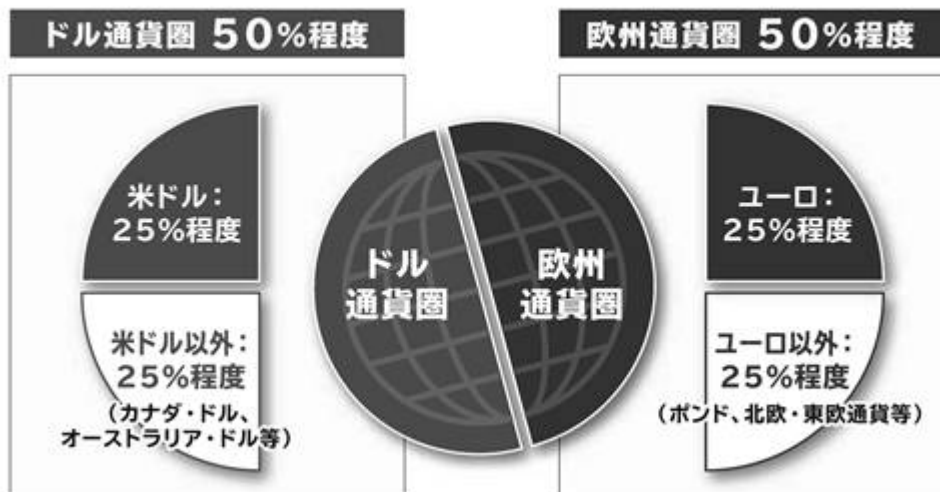 ドル通貨圏 50%程度
米ドル:
25%程度
米ドル以外:
25%程度
(カナダ・ドル、
オーストラリア・ドル等)
ドル
通貨圏
欧州
通貨圏
欧州通貨圏 50%程度
ユーロ:
25%程度
ユーロ以外:
25%程度
(ポンド、北欧・東欧通貨等)